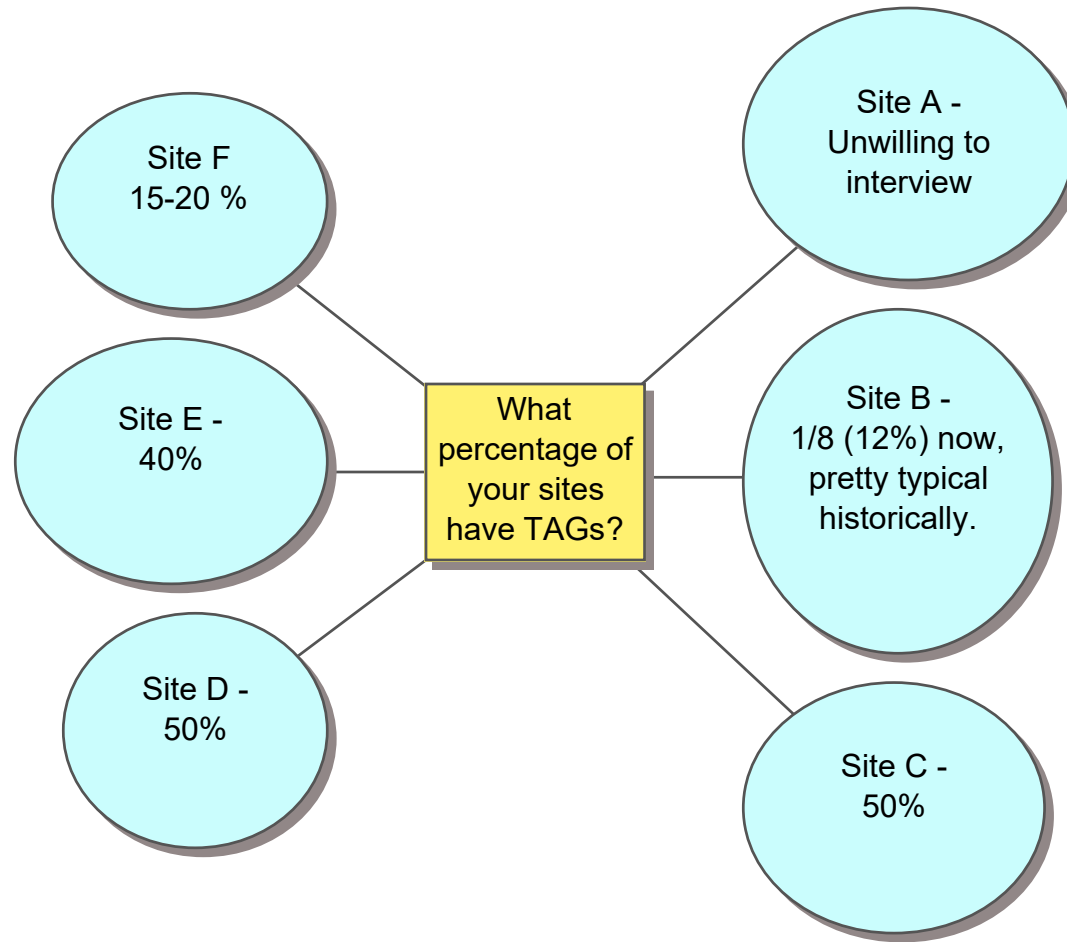 Site F
15-20 %
Site A -
Unwilling to
interview
Site E -
40%
What
percentage of
your sites
have TAGs?
Site B -
1/8 (12%) now,
pretty typical
historically.
Site D -
50%
Site C -
50%